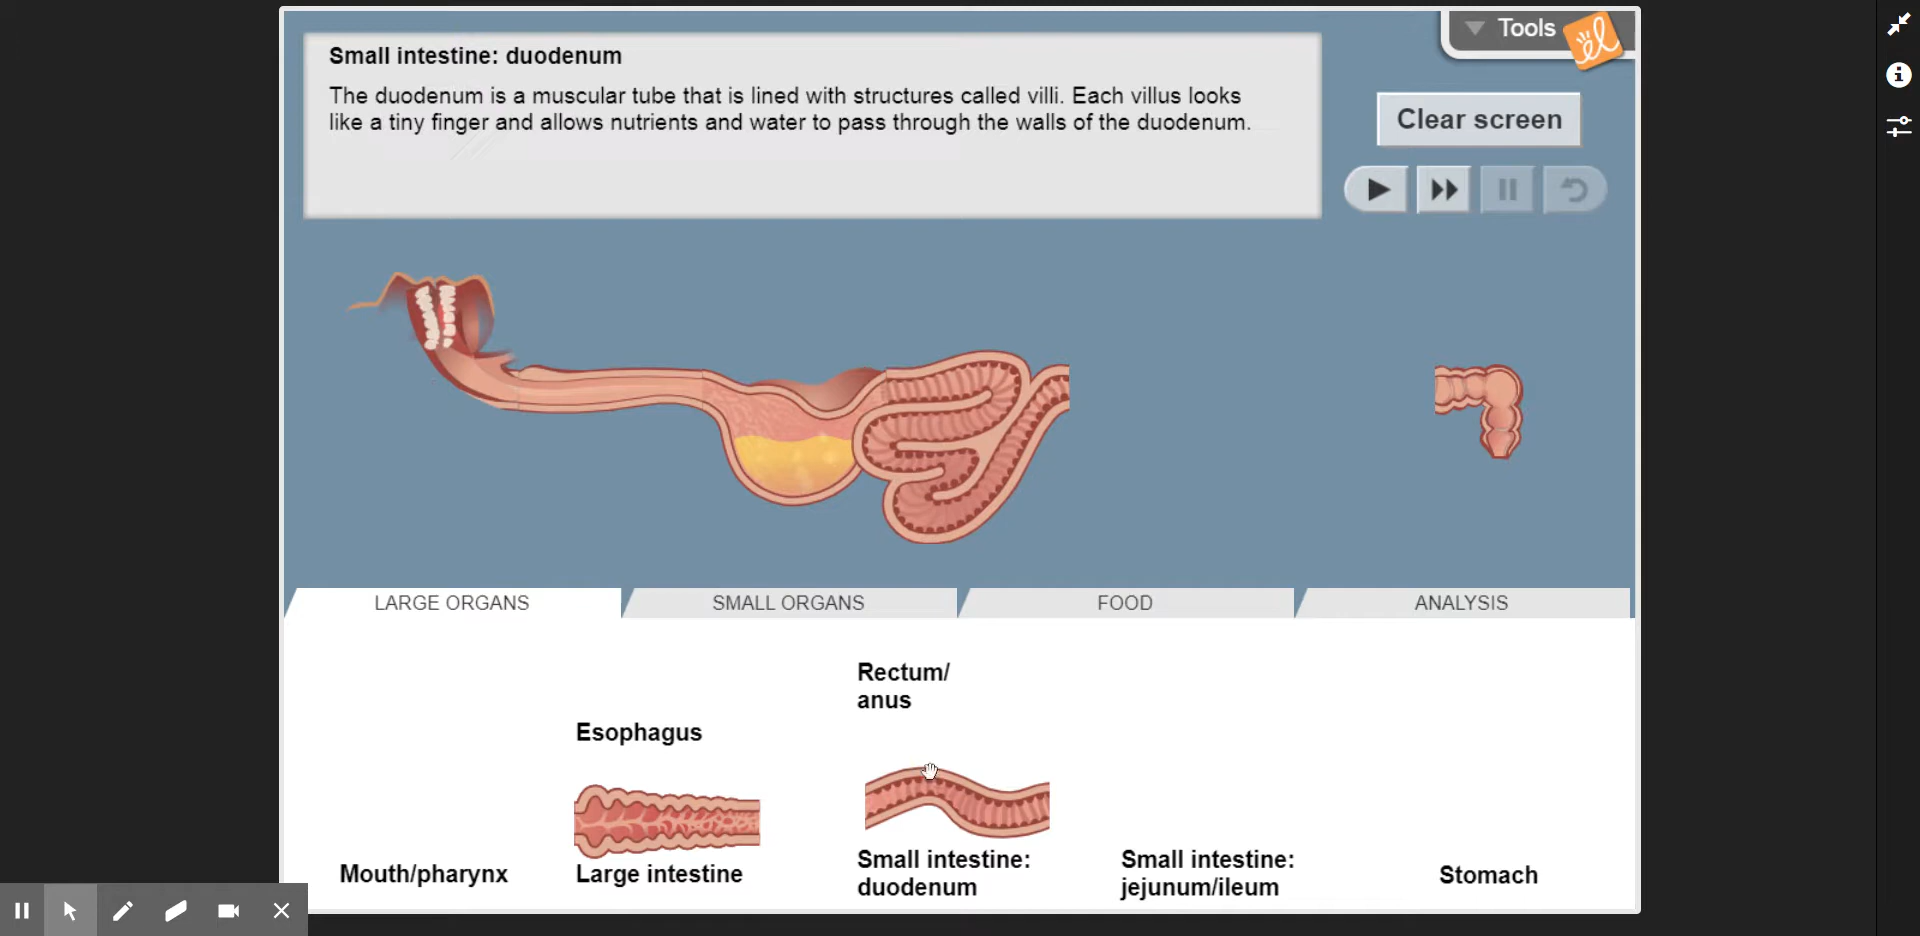 Small intestine: duodenum
The duodenum is a muscular tube that is lined with structures called villi. Each villus looks
like a tiny finger and allows nutrients and water to pass through the walls of the duodenum.
Tools
el
Clear screen
LARGE ORGANS
SMALL ORGANS
FOOD
ANALYSIS
Rectum/
anus
Esophagus
Mouth/pharynx
Large intestine
Small intestine:
duodenum
Small intestine:
jejunum/ileum
Stomach